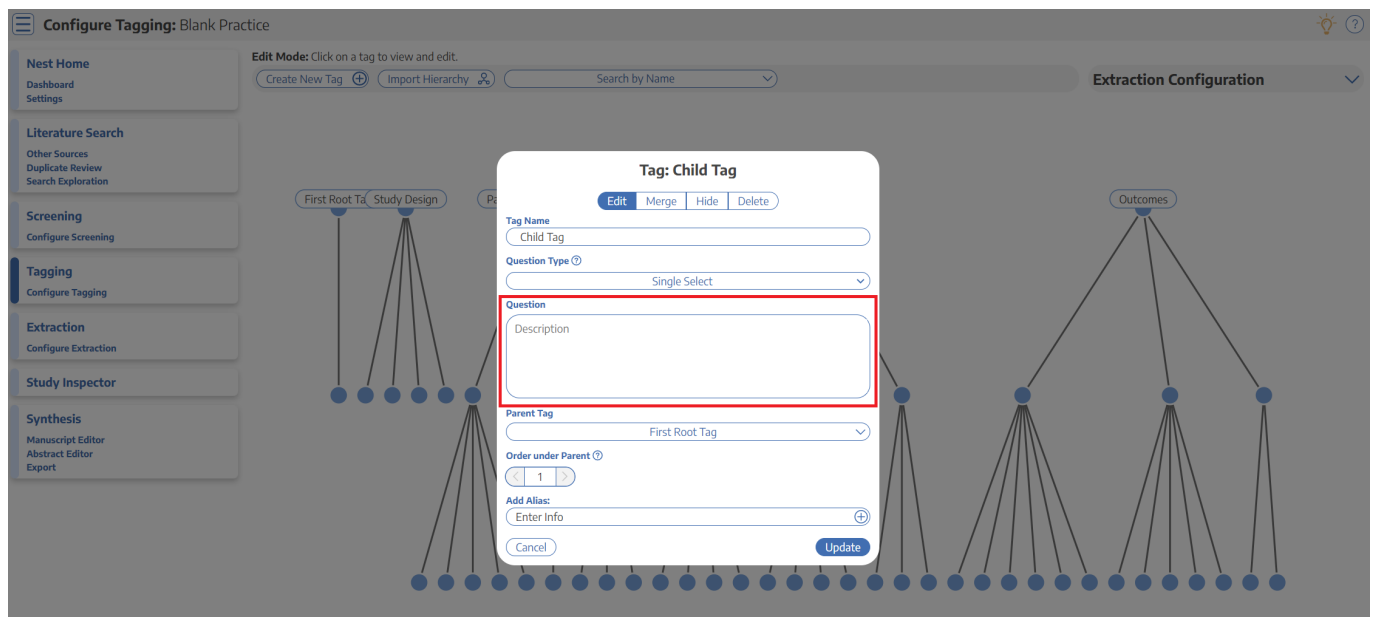 Configure Tagging: Blank Practice
?
Nest Home
Dashboard
Settings
Literature Search
Other Sources
Duplicate Review
Search Exploration
Screening
Configure Screening
Tagging
Configure Tagging
Extraction
Configure Extraction
Study Inspector
Synthesis
Manuscript Editor
Abstract Editor
Export
Edit Mode: Click on a tag to view and edit.
Create New Tag
Import Hierarchy
Search by Name
Extraction Configuration
First Root Ta
Study Design
Pa
Outcomes
Tag: Child Tag
Edit Merge Hide Delete
Tag Name
Child Tag
Question Type ?
Single Select
Question
Description
Parent Tag
First Root Tag
Order under Parent ?
1
Add Alias:
Enter Info
Cancel
Update